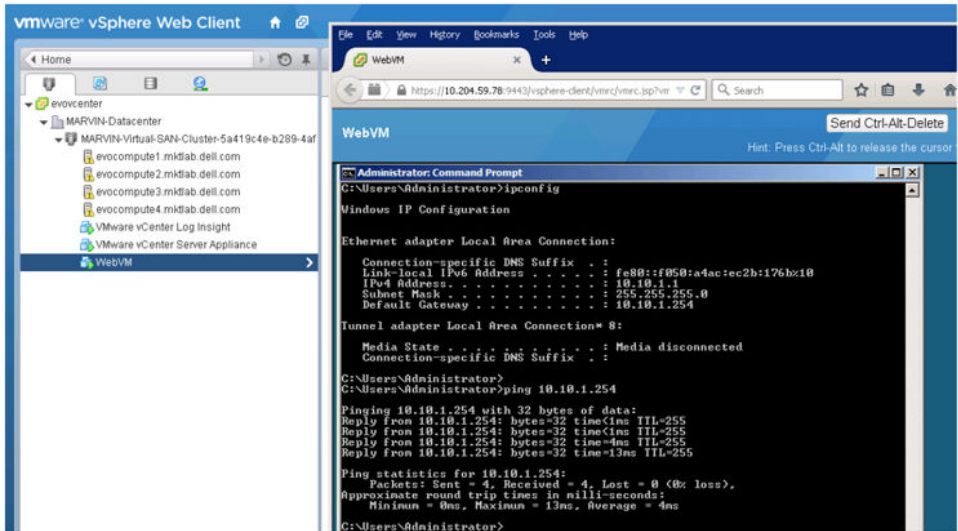 vmware® vSphere Web Client
File Edit View History Bookmarks Tools Help
Home
WebVM
https://10.204.59.78:9443/vsphere-client/vmrc/vmrc.jsp?vm
Search
evovcenter
MARVIN-Datacenter
MARVIN-Virtual-SAN-Cluster-5a419c4e-b289-4af
evocompute1.mktlab.dell.com
evocompute2.mktlab.dell.com
evocompute3.mktlab.dell.com
evocompute4.mktlab.dell.com
VMware vCenter Log Insight
VMware vCenter Server Appliance
WebVM
WebVM
Send Ctrl-Alt-Delete
Hint: Press Ctrl-Alt to release the cursor
Administrator: Command Prompt
C:\Users\Administrator>ipconfig
Windows IP Configuration
Ethernet adapter Local Area Connection:
Connection-specific DNS Suffix . :
Link-local IPv6 Address . . . . . : fe80::f050:a4ac:ec2b:176b%10
IPv4 Address. . . . . . . . . . . : 10.10.1.1
Subnet Mask . . . . . . . . . . . : 255.255.255.0
Default Gateway . . . . . . . . . : 10.10.1.254
Tunnel adapter Local Area Connection* 8:
Media State . . . . . . . . . . . : Media disconnected
Connection-specific DNS Suffix . :
C:\Users\Administrator>
C:\Users\Administrator>ping 10.10.1.254
Pinging 10.10.1.254 with 32 bytes of data:
Reply from 10.10.1.254: bytes=32 time<1ms TTL=255
Reply from 10.10.1.254: bytes=32 time<1ms TTL=255
Reply from 10.10.1.254: bytes=32 time=4ms TTL=255
Reply from 10.10.1.254: bytes=32 time=13ms TTL=255
Ping statistics for 10.10.1.254:
Packets: Sent = 4, Received = 4, Lost = 0 (0% loss),
Approximate round trip times in milli-seconds:
Minimum = 0ms, Maximum = 13ms, Average = 4ms
C:\Users\Administrator>